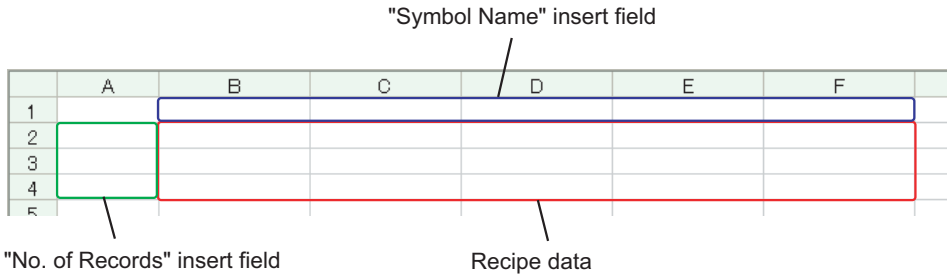 "Symbol Name" insert field
A B C D E F
1
2
3
4
5
"No. of Records" insert field
Recipe data